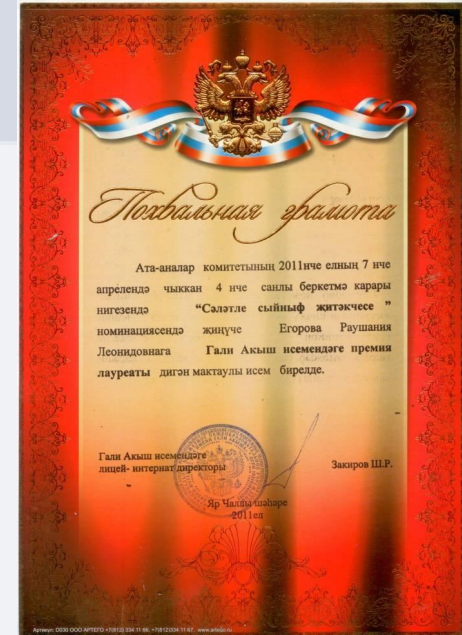 Похвальная грамота
Ата-аналар комитетының 2011нче елның 7 нче
апрелендә чыккан 4 нче санлы беркетмә карары
нигезендә "Сәләтле сыйныф җитәкчесе "
номинациясендә җиңүче Егорова Раушания
Леонидовнага Гали Акыш исемендәге премия
лауреаты дигән мактаулы исем бирелде.
Гали Акыш исемендәге
лицей- интернат директоры
Закиров Ш.Р.
Яр Чаллы шәһәре
2011ел